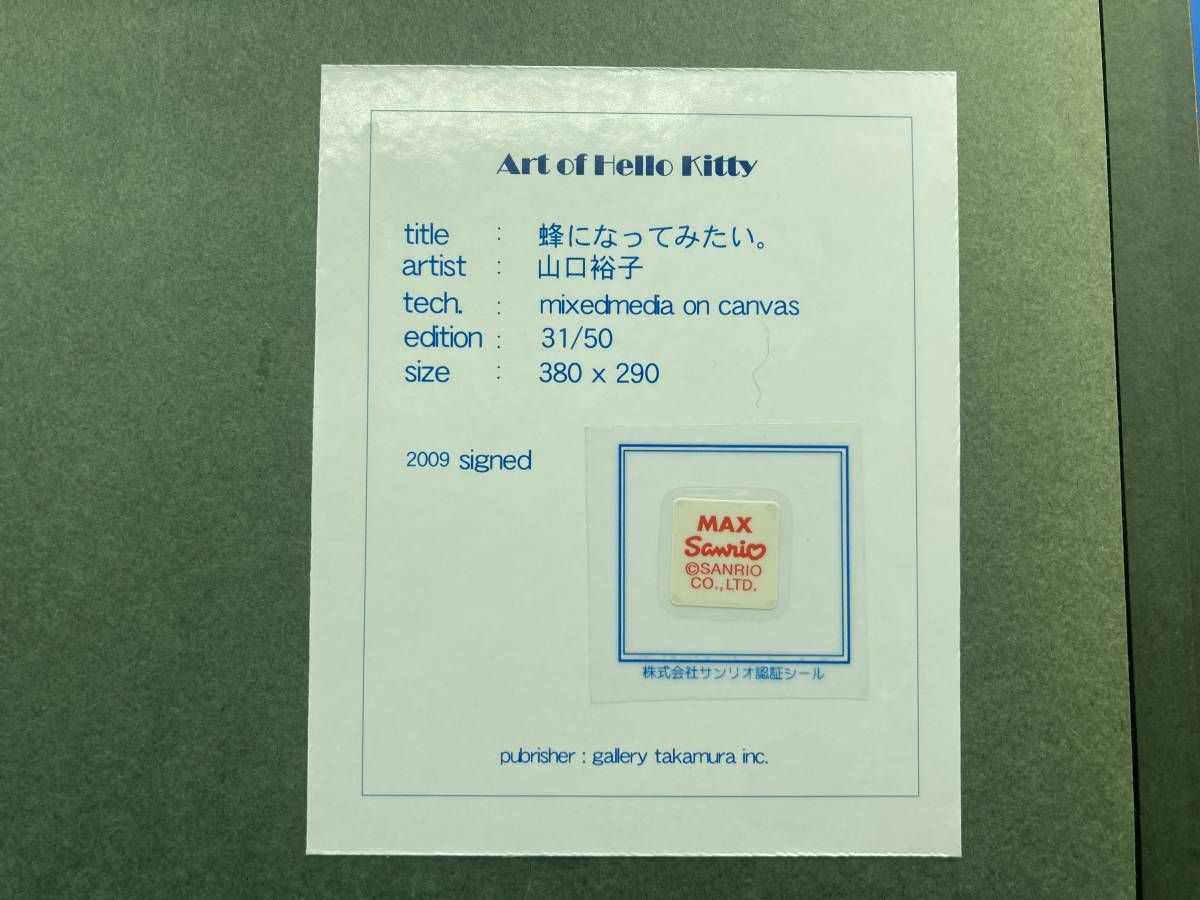 Art of Hello Kitty
title : 蜂になってみたい。
artist : 山口裕子
tech. : mixedmedia on canvas
edition : 31/50
size : 380 x 290
2009 signed
MAX
Sanrio
©SANRIO
CO.,LTD.
株式会社サンリオ認証シール
pubrisher : gallery takamura inc.